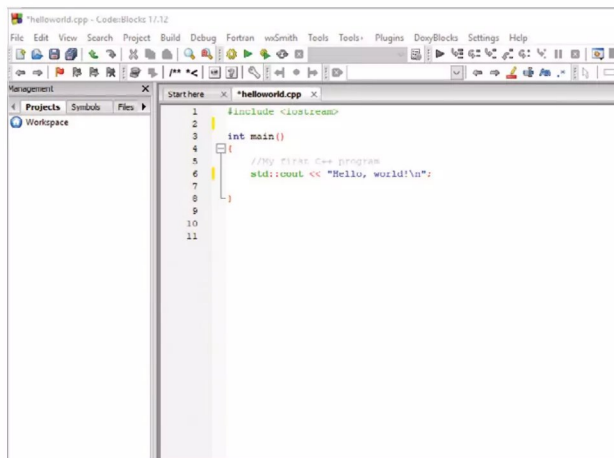 *helloworld.cpp - Code::Blocks 17.12
File Edit View Search Project Build Debug Fortran wxSmith Tools Tools+ Plugins DoxyBlocks Settings Help
/** *<
Management
Start here *helloworld.cpp
Projects Symbols Files
Workspace
1 #include <iostream>
2
3 int main()
4 {
5 //My first C++ program
6 std::cout << "Hello, world!\n";
7
8 }
9
10
11